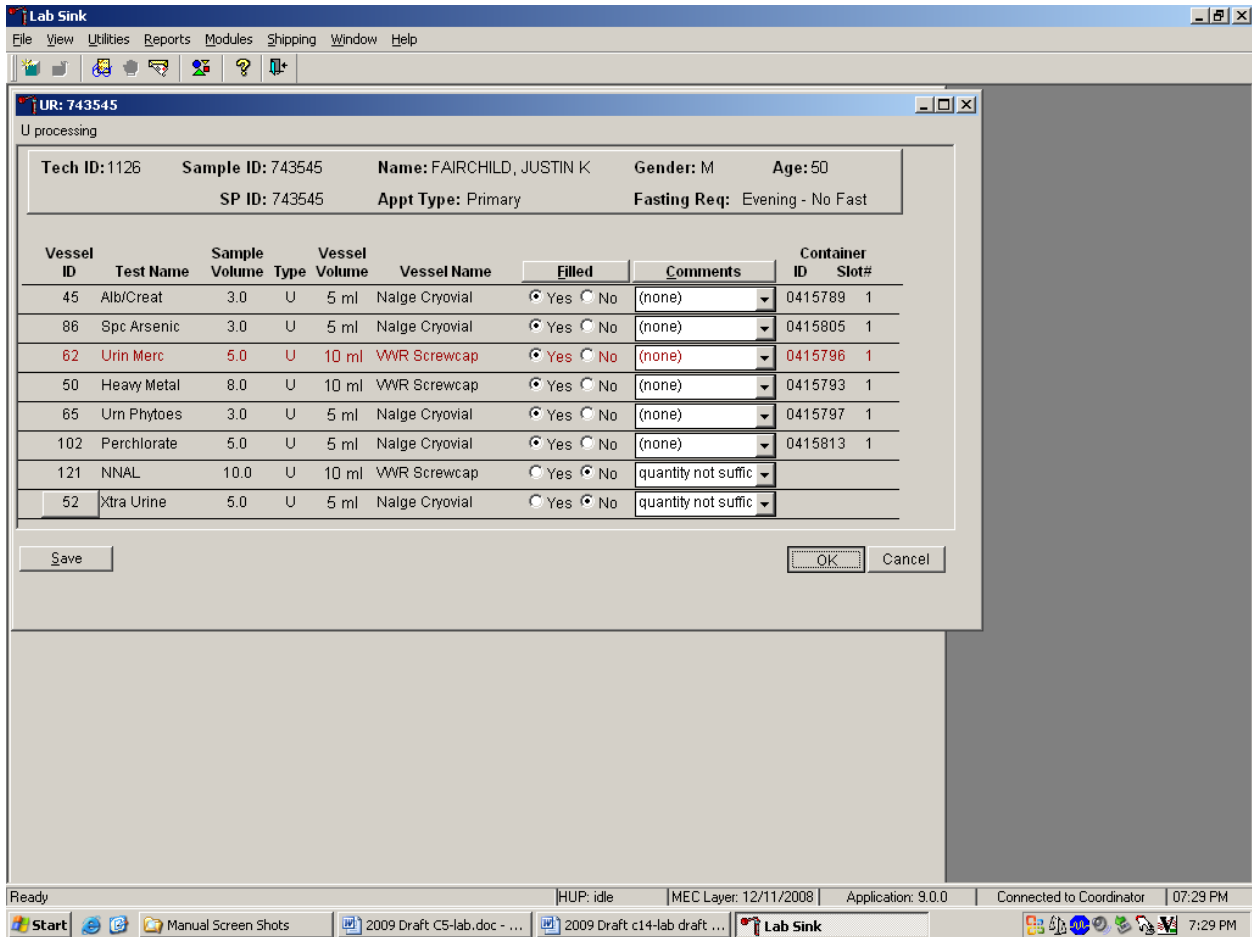 Lab Sink
File View Utilities Reports Modules Shipping Window Help
UR: 743545
U processing
Tech ID: 1126 Sample ID: 743545 Name: FAIRCHILD, JUSTIN K Gender: M Age: 50
SP ID: 743545 Appt Type: Primary Fasting Req: Evening - No Fast
Vessel Sample Vessel Container
ID Test Name Volume Type Volume Vessel Name Filled Comments ID Slot#
45 Alb/Creat 3.0 U 5 ml Nalge Cryovial Yes No (none) 0415789 1
86 Spc Arsenic 3.0 U 5 ml Nalge Cryovial Yes No (none) 0415805 1
62 Urin Merc 5.0 U 10 ml VWR Screwcap Yes No (none) 0415796 1
50 Heavy Metal 8.0 U 10 ml VWR Screwcap Yes No (none) 0415793 1
65 Urn Phytoes 3.0 U 5 ml Nalge Cryovial Yes No (none) 0415797 1
102 Perchlorate 5.0 U 5 ml Nalge Cryovial Yes No (none) 0415813 1
121 NNAL 10.0 U 10 ml VWR Screwcap Yes No quantity not suffic
52 Xtra Urine 5.0 U 5 ml Nalge Cryovial Yes No quantity not suffic
Save OK Cancel
Ready HUP: idle MEC Layer: 12/11/2008 Application: 9.0.0 Connected to Coordinator 07:29 PM
Start Manual Screen Shots 2009 Draft C5-lab.doc - ... 2009 Draft c14-lab draft ... Lab Sink 7:29 PM